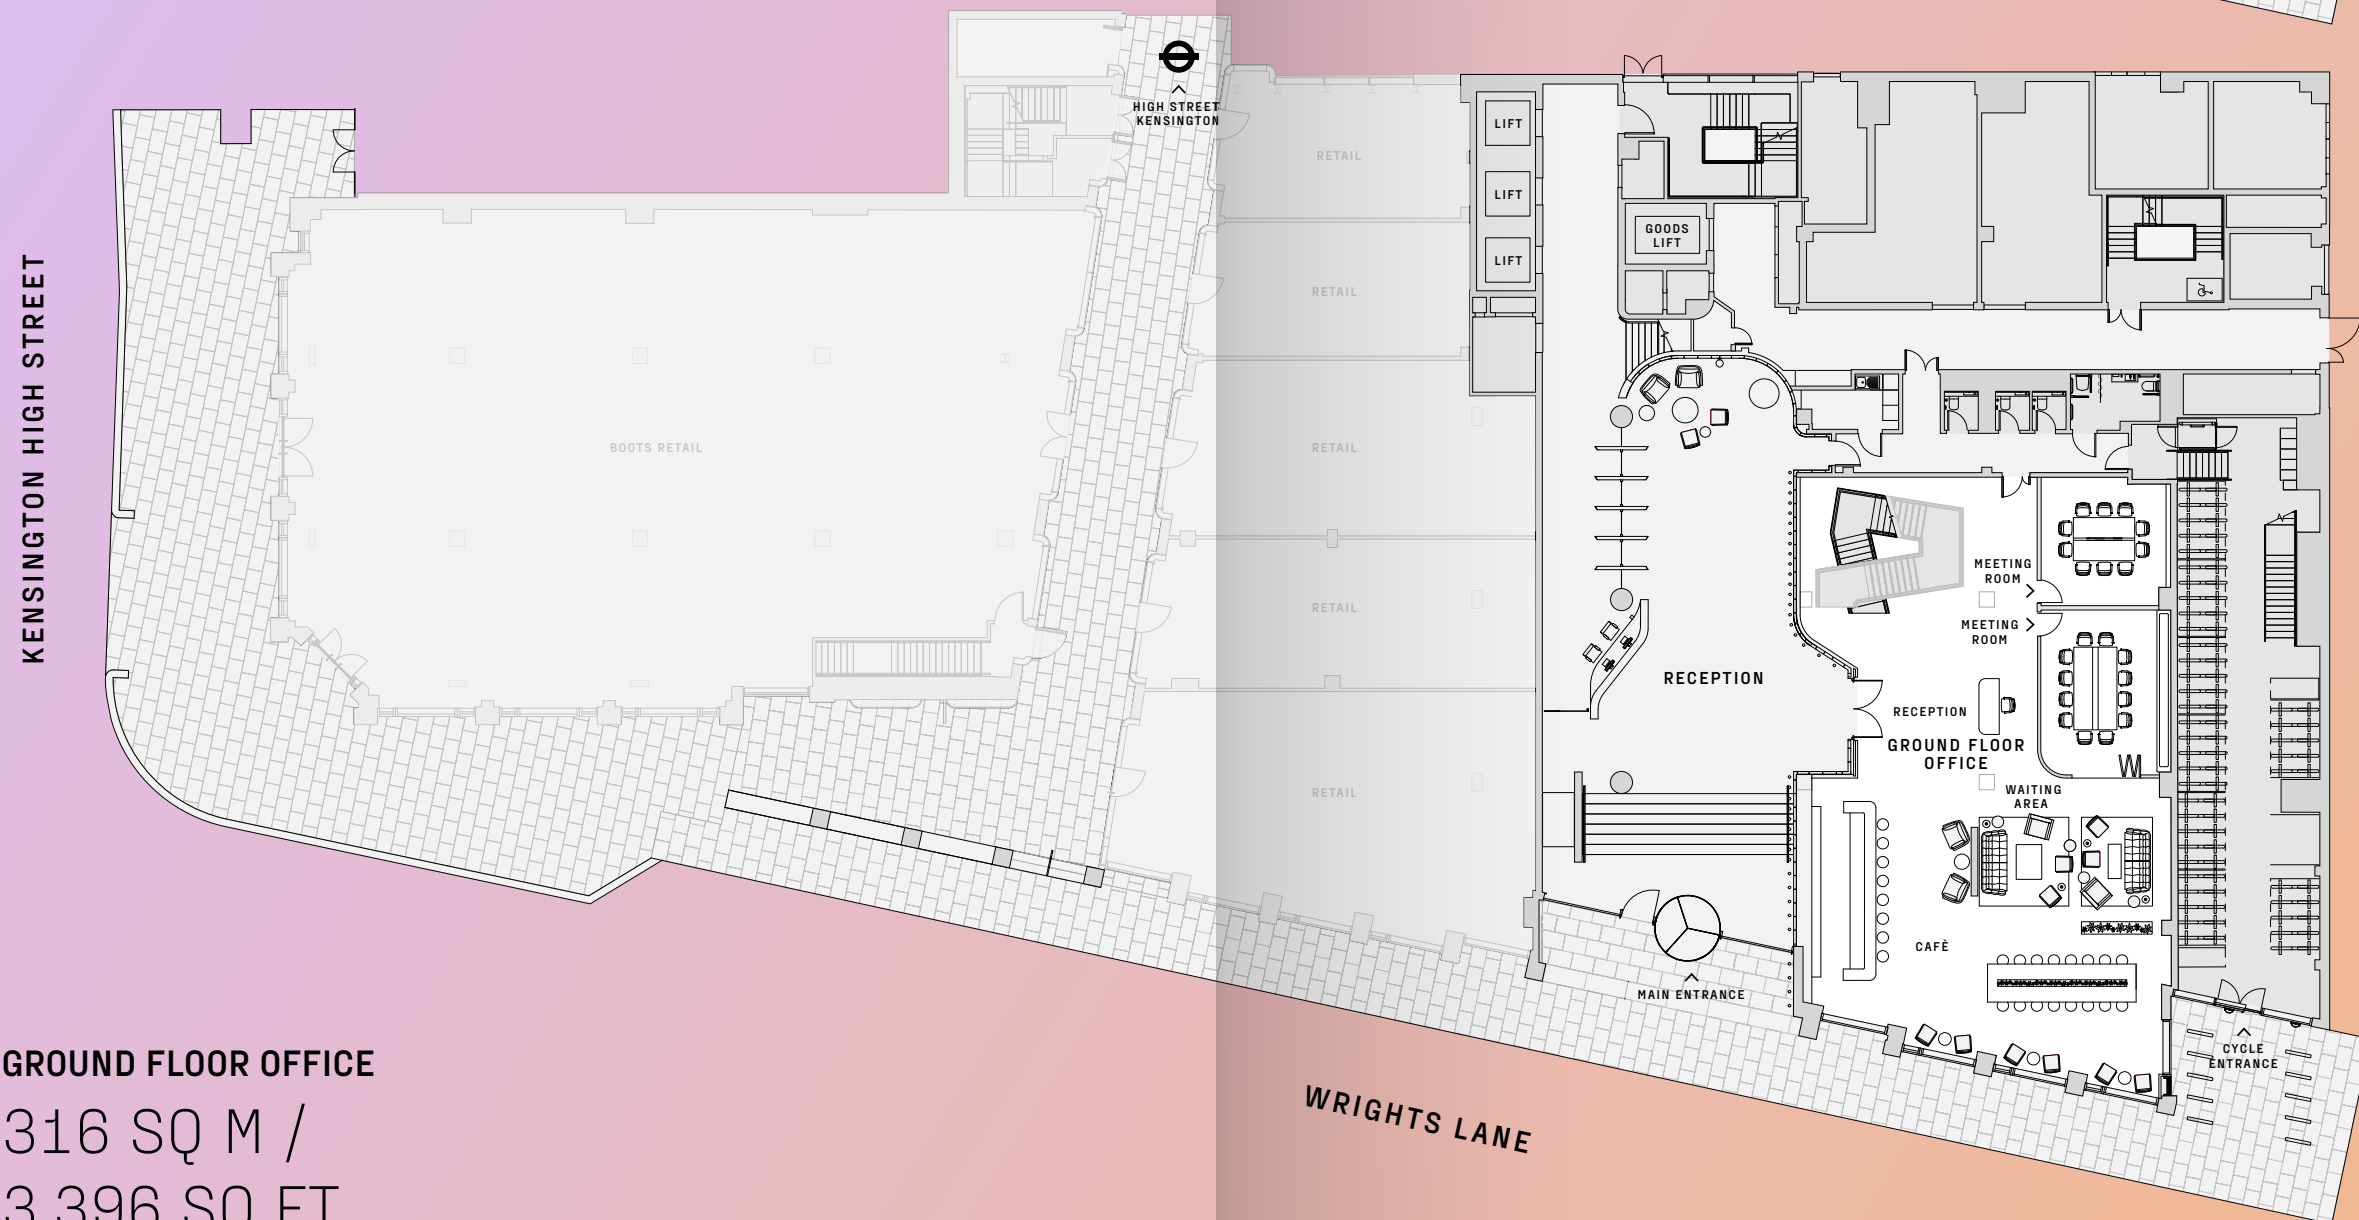 HIGH STREET
KENSINGTON
LIFT
RETAIL
LIFT
GOODS
LIFT
LIFT
RETAIL
KENSINGTON HIGH STREET
BOOTS RETAIL
RETAIL
MEETING
ROOM
RETAIL
MEETING
ROOM
RECEPTION
RECEPTION
GROUND FLOOR
OFFICE
W
WAITING
AREA
RETAIL
CAFÈ
MAIN ENTRANCE
CYCLE
ENTRANCE
WRIGHTS LANE
GROUND FLOOR OFFICE
316 SQ M /
3,396 SQ FT